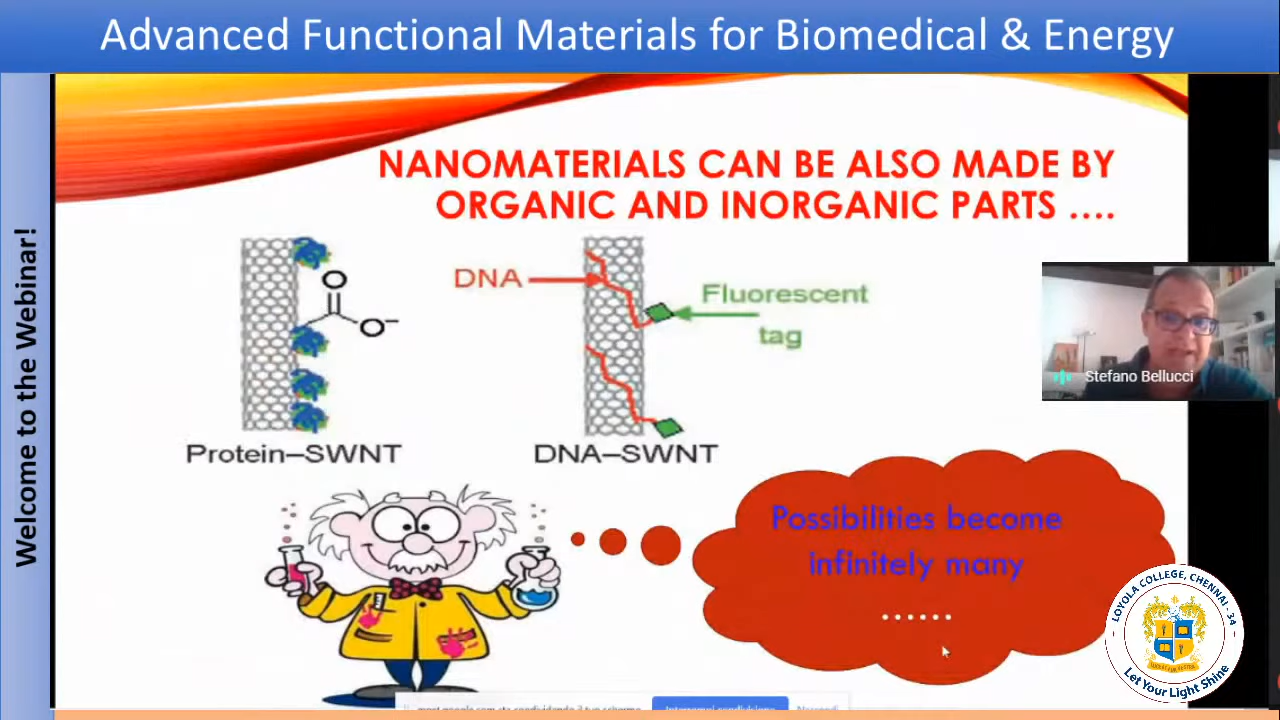 Advanced Functional Materials for Biomedical & Energy
Welcome to the Webinar!
NANOMATERIALS CAN BE ALSO MADE BY
ORGANIC AND INORGANIC PARTS ....
O
O−
DNA
Fluorescent
tag
Protein–SWNT
DNA–SWNT
Stefano Bellucci
Possibilities become
infinitely many
......
LOYOLA COLLEGE, CHENNAI - 34
Let Your Light Shine